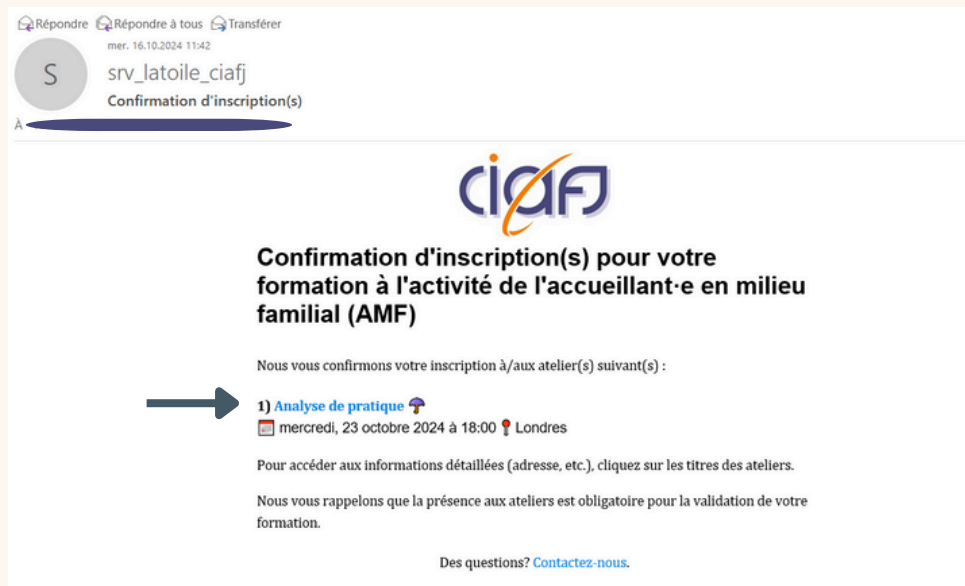 Répondre Répondre à tous Transférer
mer. 16.10.2024 11:42
S
srv_latoile_ciafj
Confirmation d'inscription(s)
À
ciafj
Confirmation d'inscription(s) pour votre
formation à l'activité de l'accueillant·e en milieu
familial (AMF)
Nous vous confirmons votre inscription à/aux atelier(s) suivant(s) :
1) Analyse de pratique
mercredi, 23 octobre 2024 à 18:00 Londres
Pour accéder aux informations détaillées (adresse, etc.), cliquez sur les titres des ateliers.
Nous vous rappelons que la présence aux ateliers est obligatoire pour la validation de votre
formation.
Des questions? Contactez-nous.